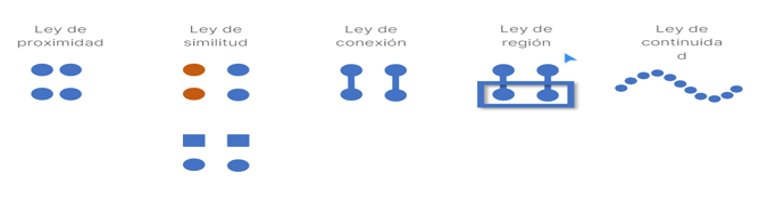 Ley de
proximidad
Ley de
similitud
Ley de
conexión
Ley de
región
Ley de
continuida
d